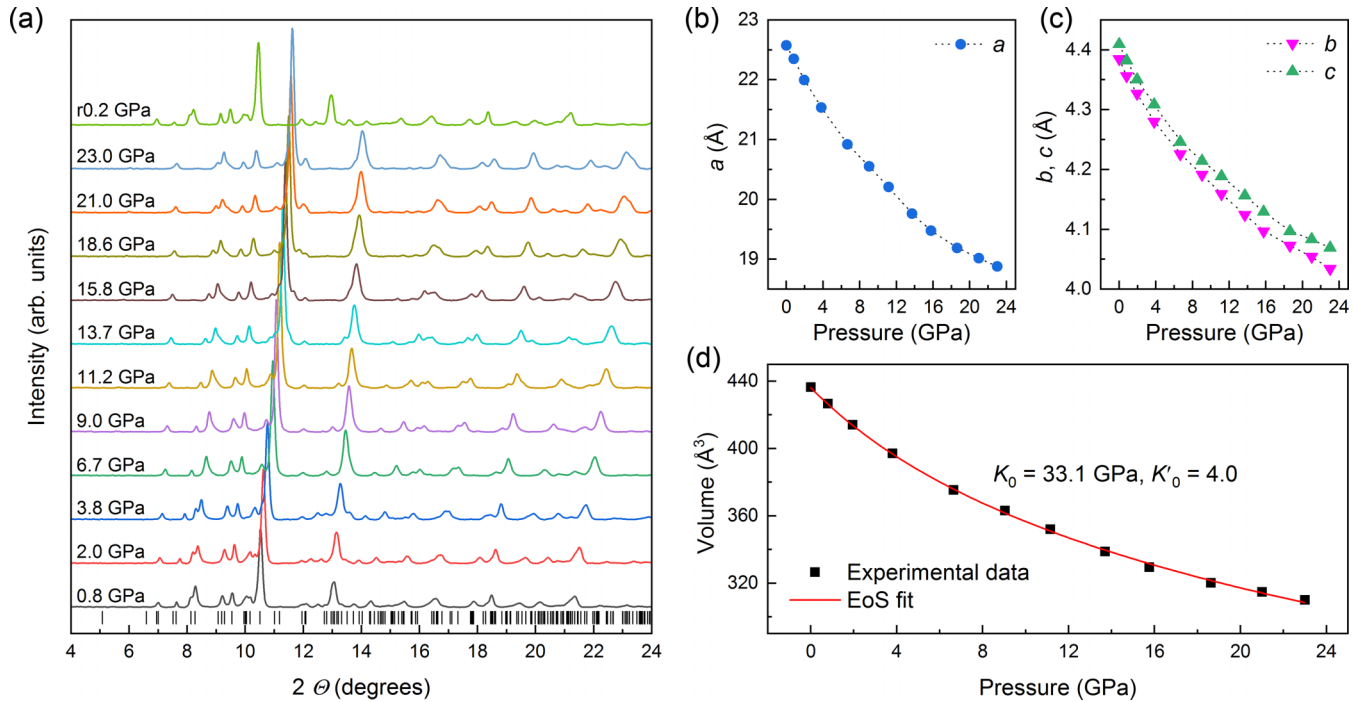 (a)
r0.2 GPa
23.0 GPa
21.0 GPa
18.6 GPa
15.8 GPa
13.7 GPa
11.2 GPa
9.0 GPa
6.7 GPa
3.8 GPa
2.0 GPa
0.8 GPa
Intensity (arb. units)
4 6 8 10 12 14 16 18 20 22 24
2 Θ (degrees)
(b)
a
23
22
21
20
19
a (Å)
0 4 8 12 16 20 24
Pressure (GPa)
(c)
b
c
4.4
4.3
4.2
4.1
4.0
b, c (Å)
0 4 8 12 16 20 24
Pressure (GPa)
(d)
440
400
360
320
Volume (Å³)
K₀ = 33.1 GPa, K′₀ = 4.0
Experimental data
EoS fit
0 4 8 12 16 20 24
Pressure (GPa)